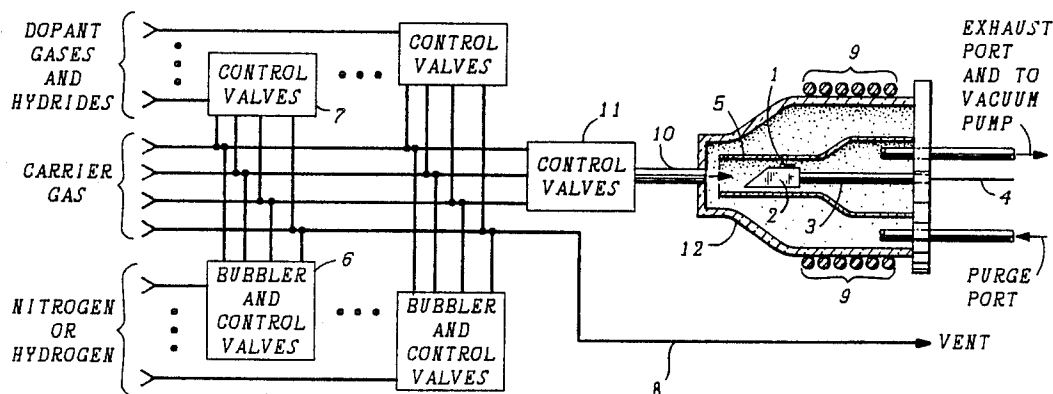 DOPANT
GASES
AND
HYDRIDES
CONTROL
VALVES
7
CONTROL
VALVES
CARRIER
GAS
11
CONTROL
VALVES
10
5
1
9
EXHAUST
PORT
AND TO
VACUUM
PUMP
4
2
3
12
9
PURGE
PORT
NITROGEN
OR
HYDROGEN
BUBBLER
AND
CONTROL
VALVES
6
BUBBLER
AND
CONTROL
VALVES
8
VENT